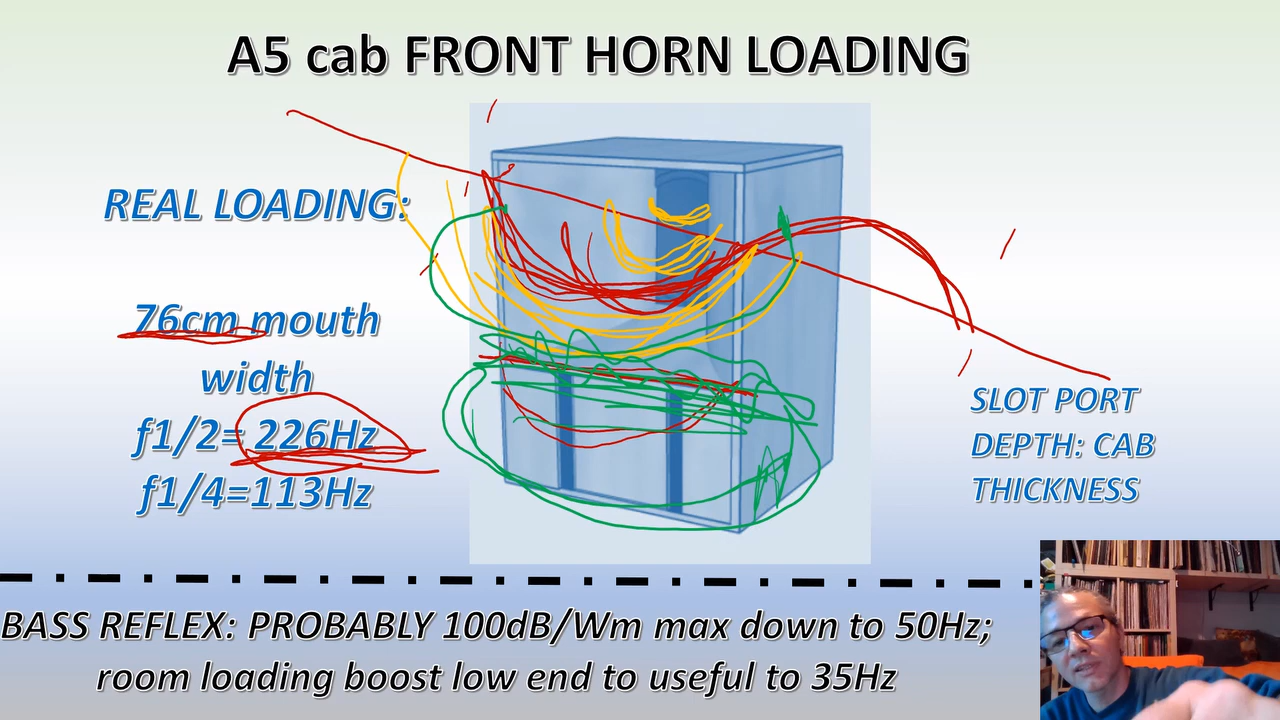 A5 cab FRONT HORN LOADING
REAL LOADING:
76cm mouth
width
f1/2= 226Hz
f1/4=113Hz
SLOT PORT
DEPTH: CAB
THICKNESS
BASS REFLEX: PROBABLY 100dB/Wm max down to 50Hz;
room loading boost low end to useful to 35Hz